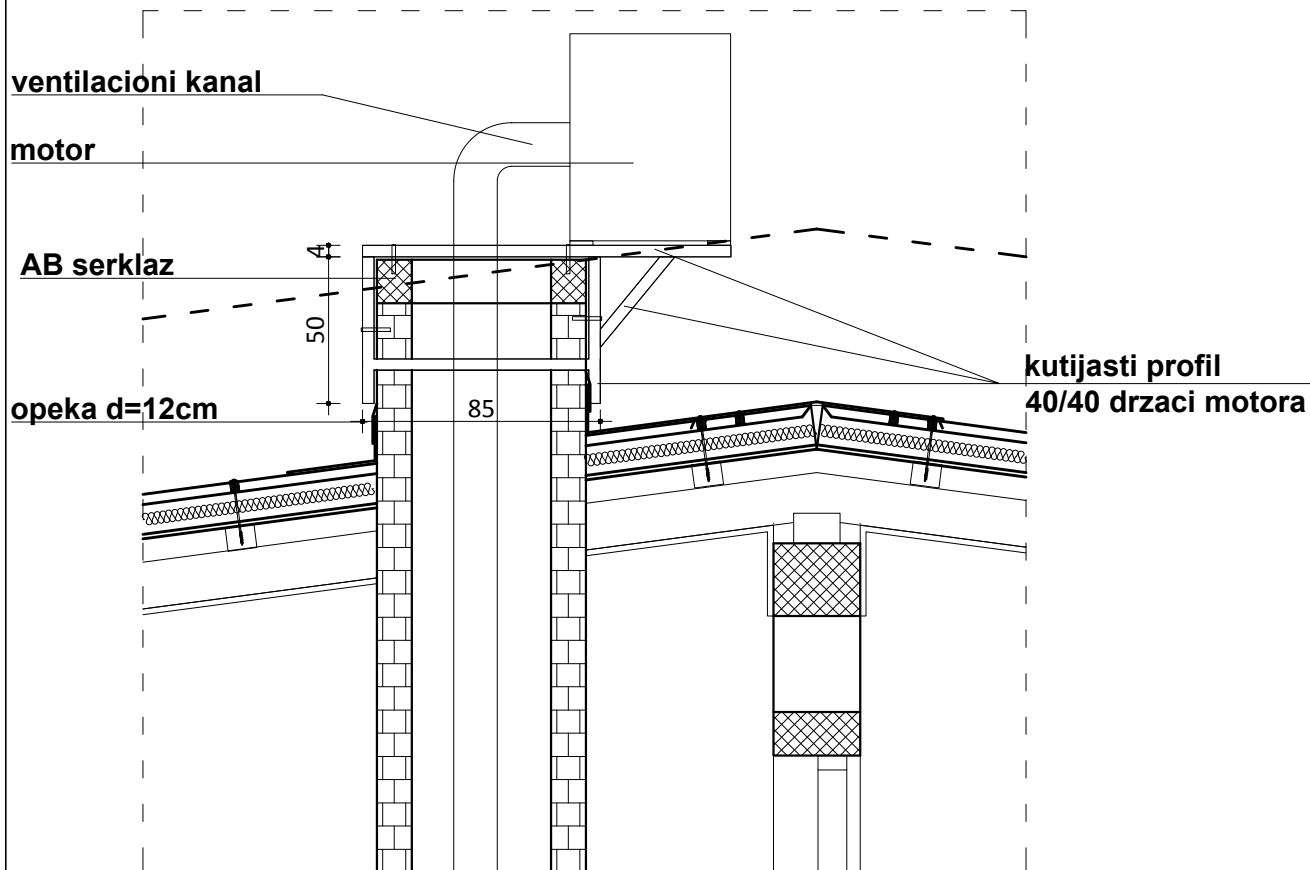 ventilacioni kanal
motor
4
AB serklaz
50
kutijasti profil
40/40 drzaci motora
opeka d=12cm
85